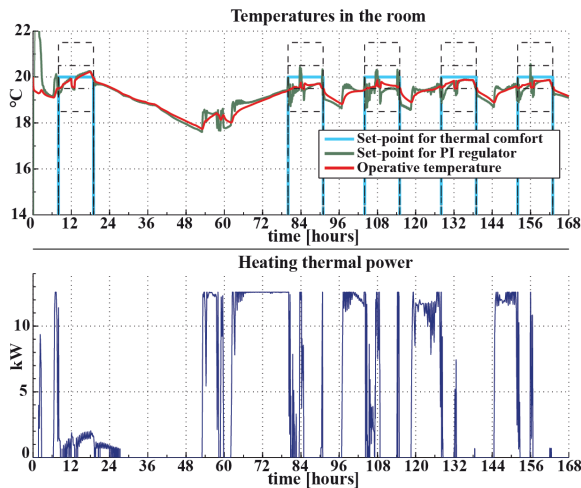 Temperatures in the room
22
20
18
16
14
°C
Set-point for thermal comfort
Set-point for PI regulator
Operative temperature
0 12 24 36 48 60 72 84 96 108 120 132 144 156 168
time [hours]
Heating thermal power
10
5
0
kW
0 12 24 36 48 60 72 84 96 108 120 132 144 156 168
time [hours]